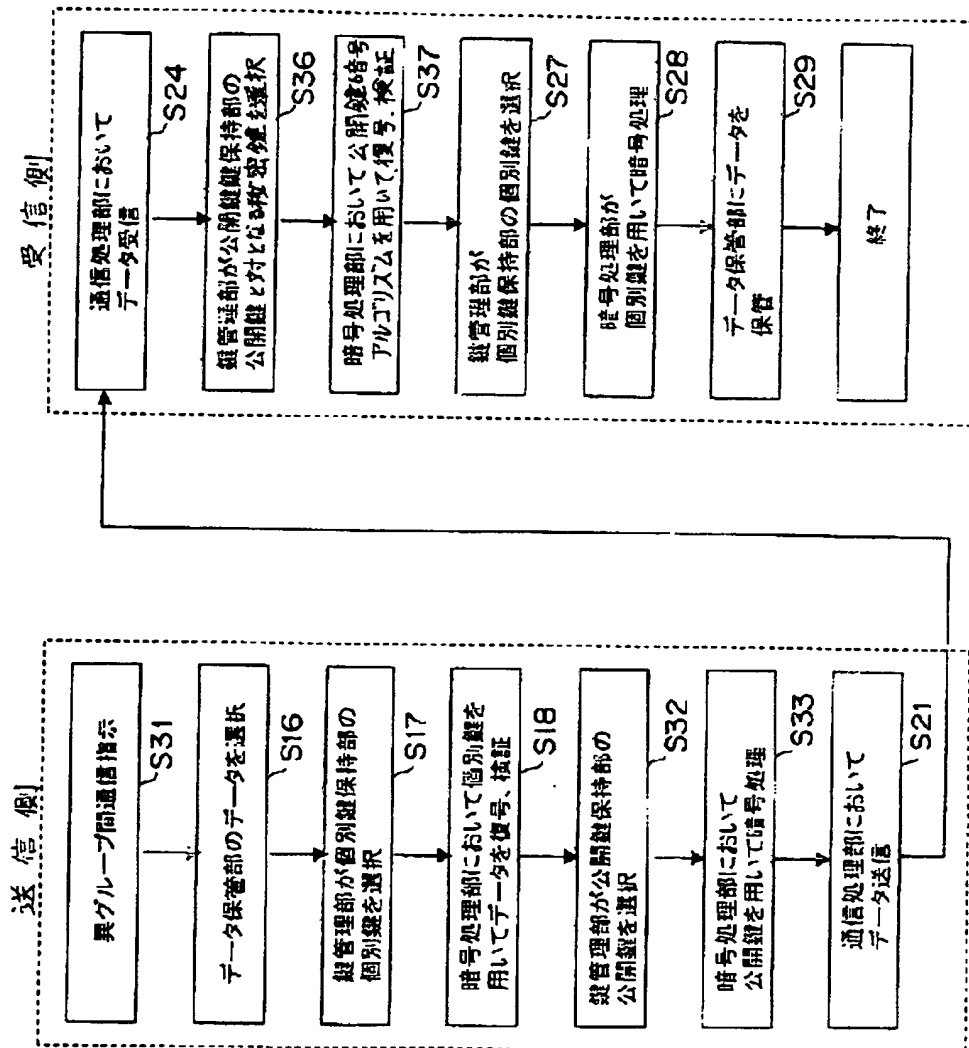 送信側
異グループ間通信指示
S31
データ保管部のデータを選択
S16
鍵管理部が個別鍵保持部の
個別鍵を選択
S17
暗号処理部において個別鍵を
用いてデータを復号、検証
S18
鍵管理部が公開鍵保持部の
公開鍵を選択
S32
暗号処理部において
公開鍵を用いて暗号処理
S33
通信処理部において
データ送信
S21
受信側
通信処理部において
データ受信
S24
鍵管理部が公開鍵鍵保持部の
公開鍵と対となる秘密鍵を選択
S36
暗号処理部において公開鍵暗号
アルゴリズムを用いて復号、検証
S37
鍵管理部が
個別鍵保持部の個別鍵を選択
S27
暗号処理部が
個別鍵を用いて暗号処理
S28
データ保管部にデータを
保管
S29
終了